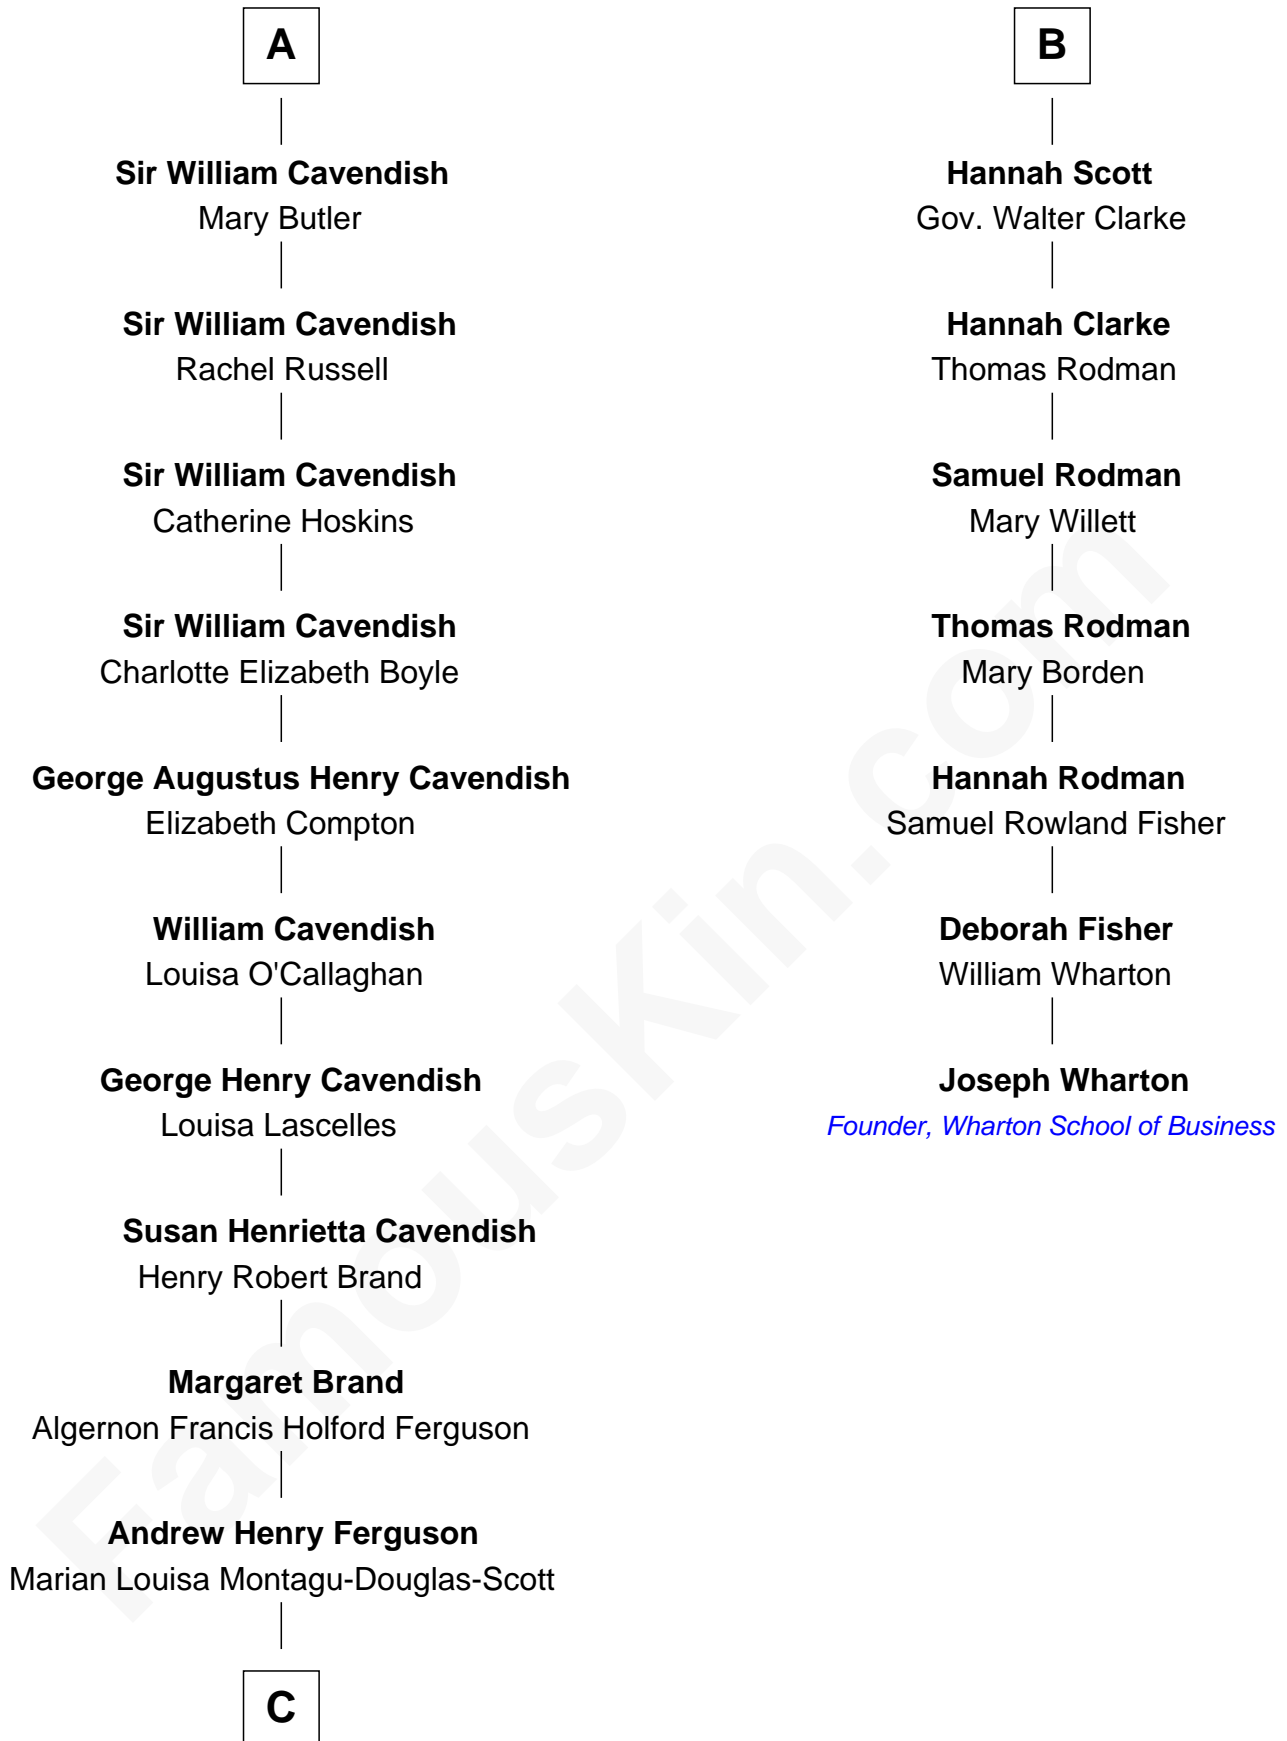 A
Sir William Cavendish
Mary Butler
Sir William Cavendish
Rachel Russell
Sir William Cavendish
Catherine Hoskins
Sir William Cavendish
Charlotte Elizabeth Boyle
George Augustus Henry Cavendish
Elizabeth Compton
William Cavendish
Louisa O'Callaghan
George Henry Cavendish
Louisa Lascelles
Susan Henrietta Cavendish
Henry Robert Brand
Margaret Brand
Algernon Francis Holford Ferguson
Andrew Henry Ferguson
Marian Louisa Montagu-Douglas-Scott
C
B
Hannah Scott
Gov. Walter Clarke
Hannah Clarke
Thomas Rodman
Samuel Rodman
Mary Willett
Thomas Rodman
Mary Borden
Hannah Rodman
Samuel Rowland Fisher
Deborah Fisher
William Wharton
Joseph Wharton
Founder, Wharton School of Business
FamousKin.com